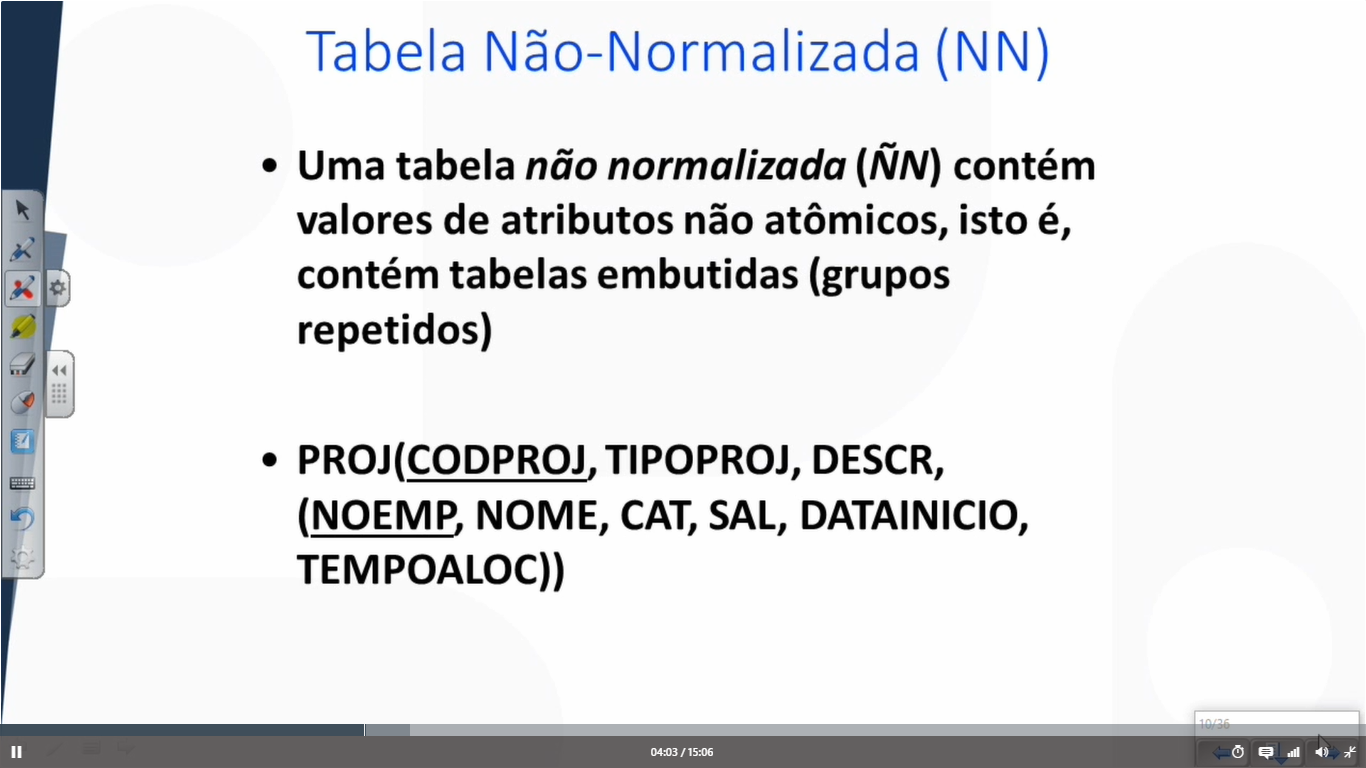 Tabela Não-Normalizada (NN)
• Uma tabela não normalizada (ÑN) contém
valores de atributos não atômicos, isto é,
contém tabelas embutidas (grupos
repetidos)
• PROJ(CODPROJ, TIPOPROJ, DESCR,
(NOEMP, NOME, CAT, SAL, DATAINICIO,
TEMPOALOC))
10/36
04:03 / 15:06